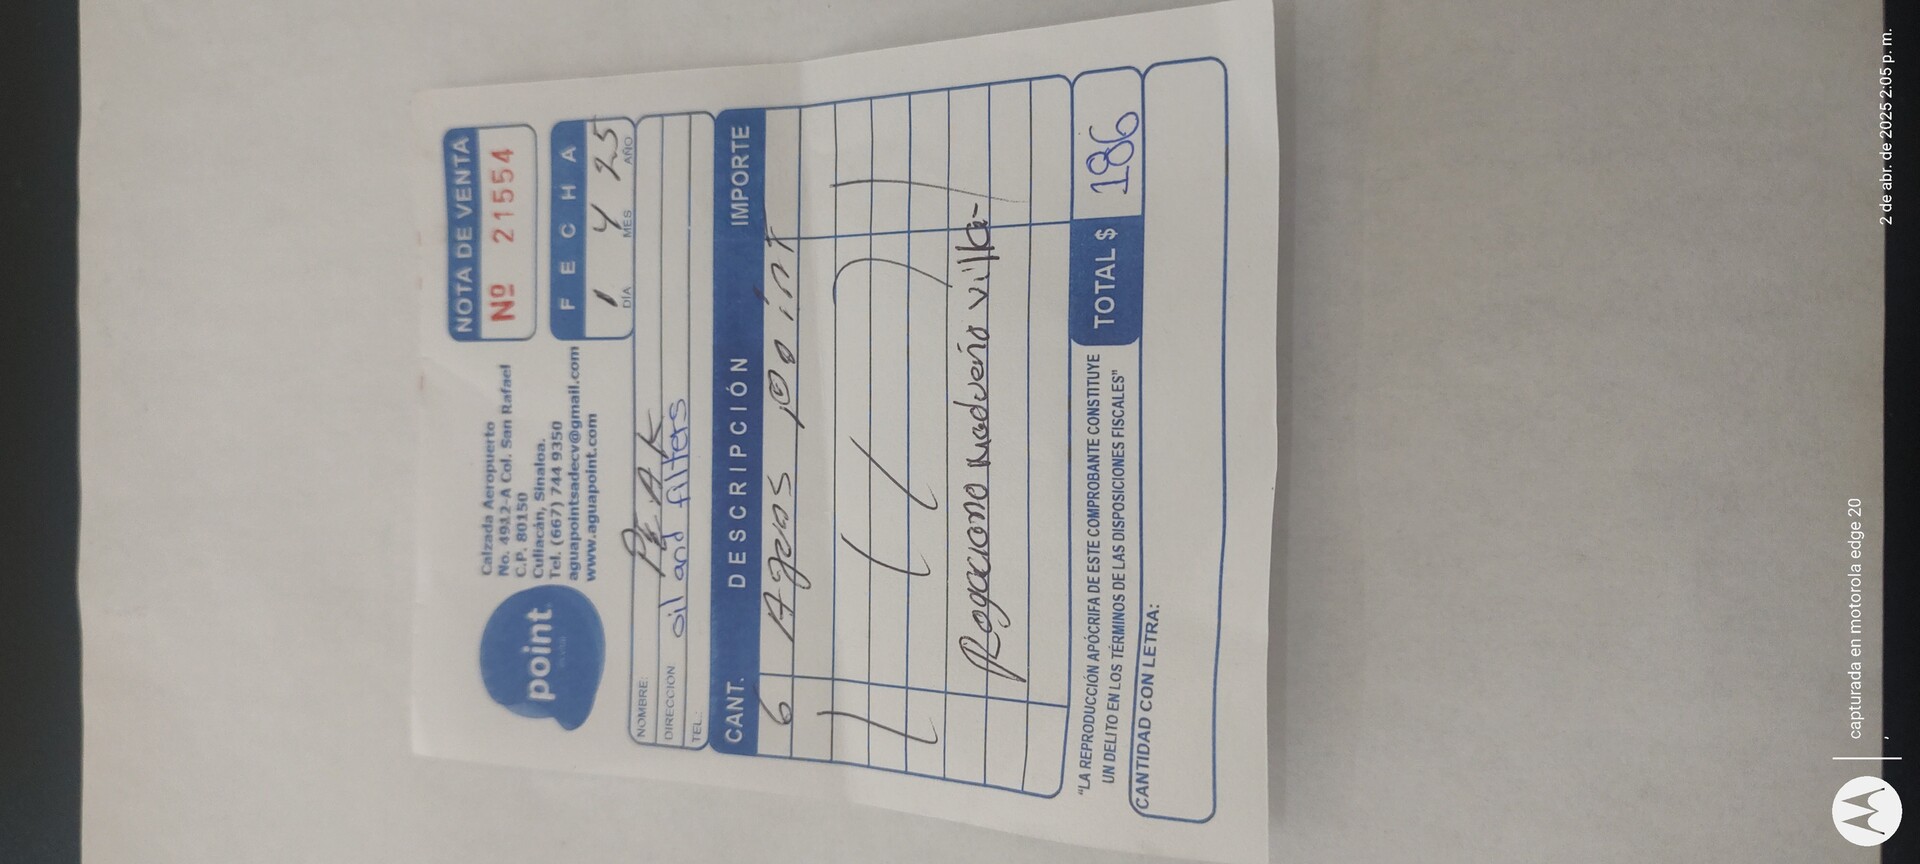 point
Calzada Aeropuerto
No. 4912-A Col. San Rafael
C.P. 80150
Culiacán, Sinaloa.
Tel. (667) 744 9350
aguapointsadecv@gmail.com
www.aguapoint.com
NOTA DE VENTA
Nº 21554
FECHA
1 4 25
DÍA MES AÑO
NOMBRE: PEAK
DIRECCIÓN oil and filters
TEL.:
CANT. DESCRIPCIÓN IMPORTE
6 Aguas point
Rogaciono Madueño villa
"LA REPRODUCCIÓN APÓCRIFA DE ESTE COMPROBANTE CONSTITUYE
UN DELITO EN LOS TÉRMINOS DE LAS DISPOSICIONES FISCALES"
TOTAL $ 186
CANTIDAD CON LETRA:
capturada en motorola edge 20
2 de abr. de 2025 2:05 p. m.